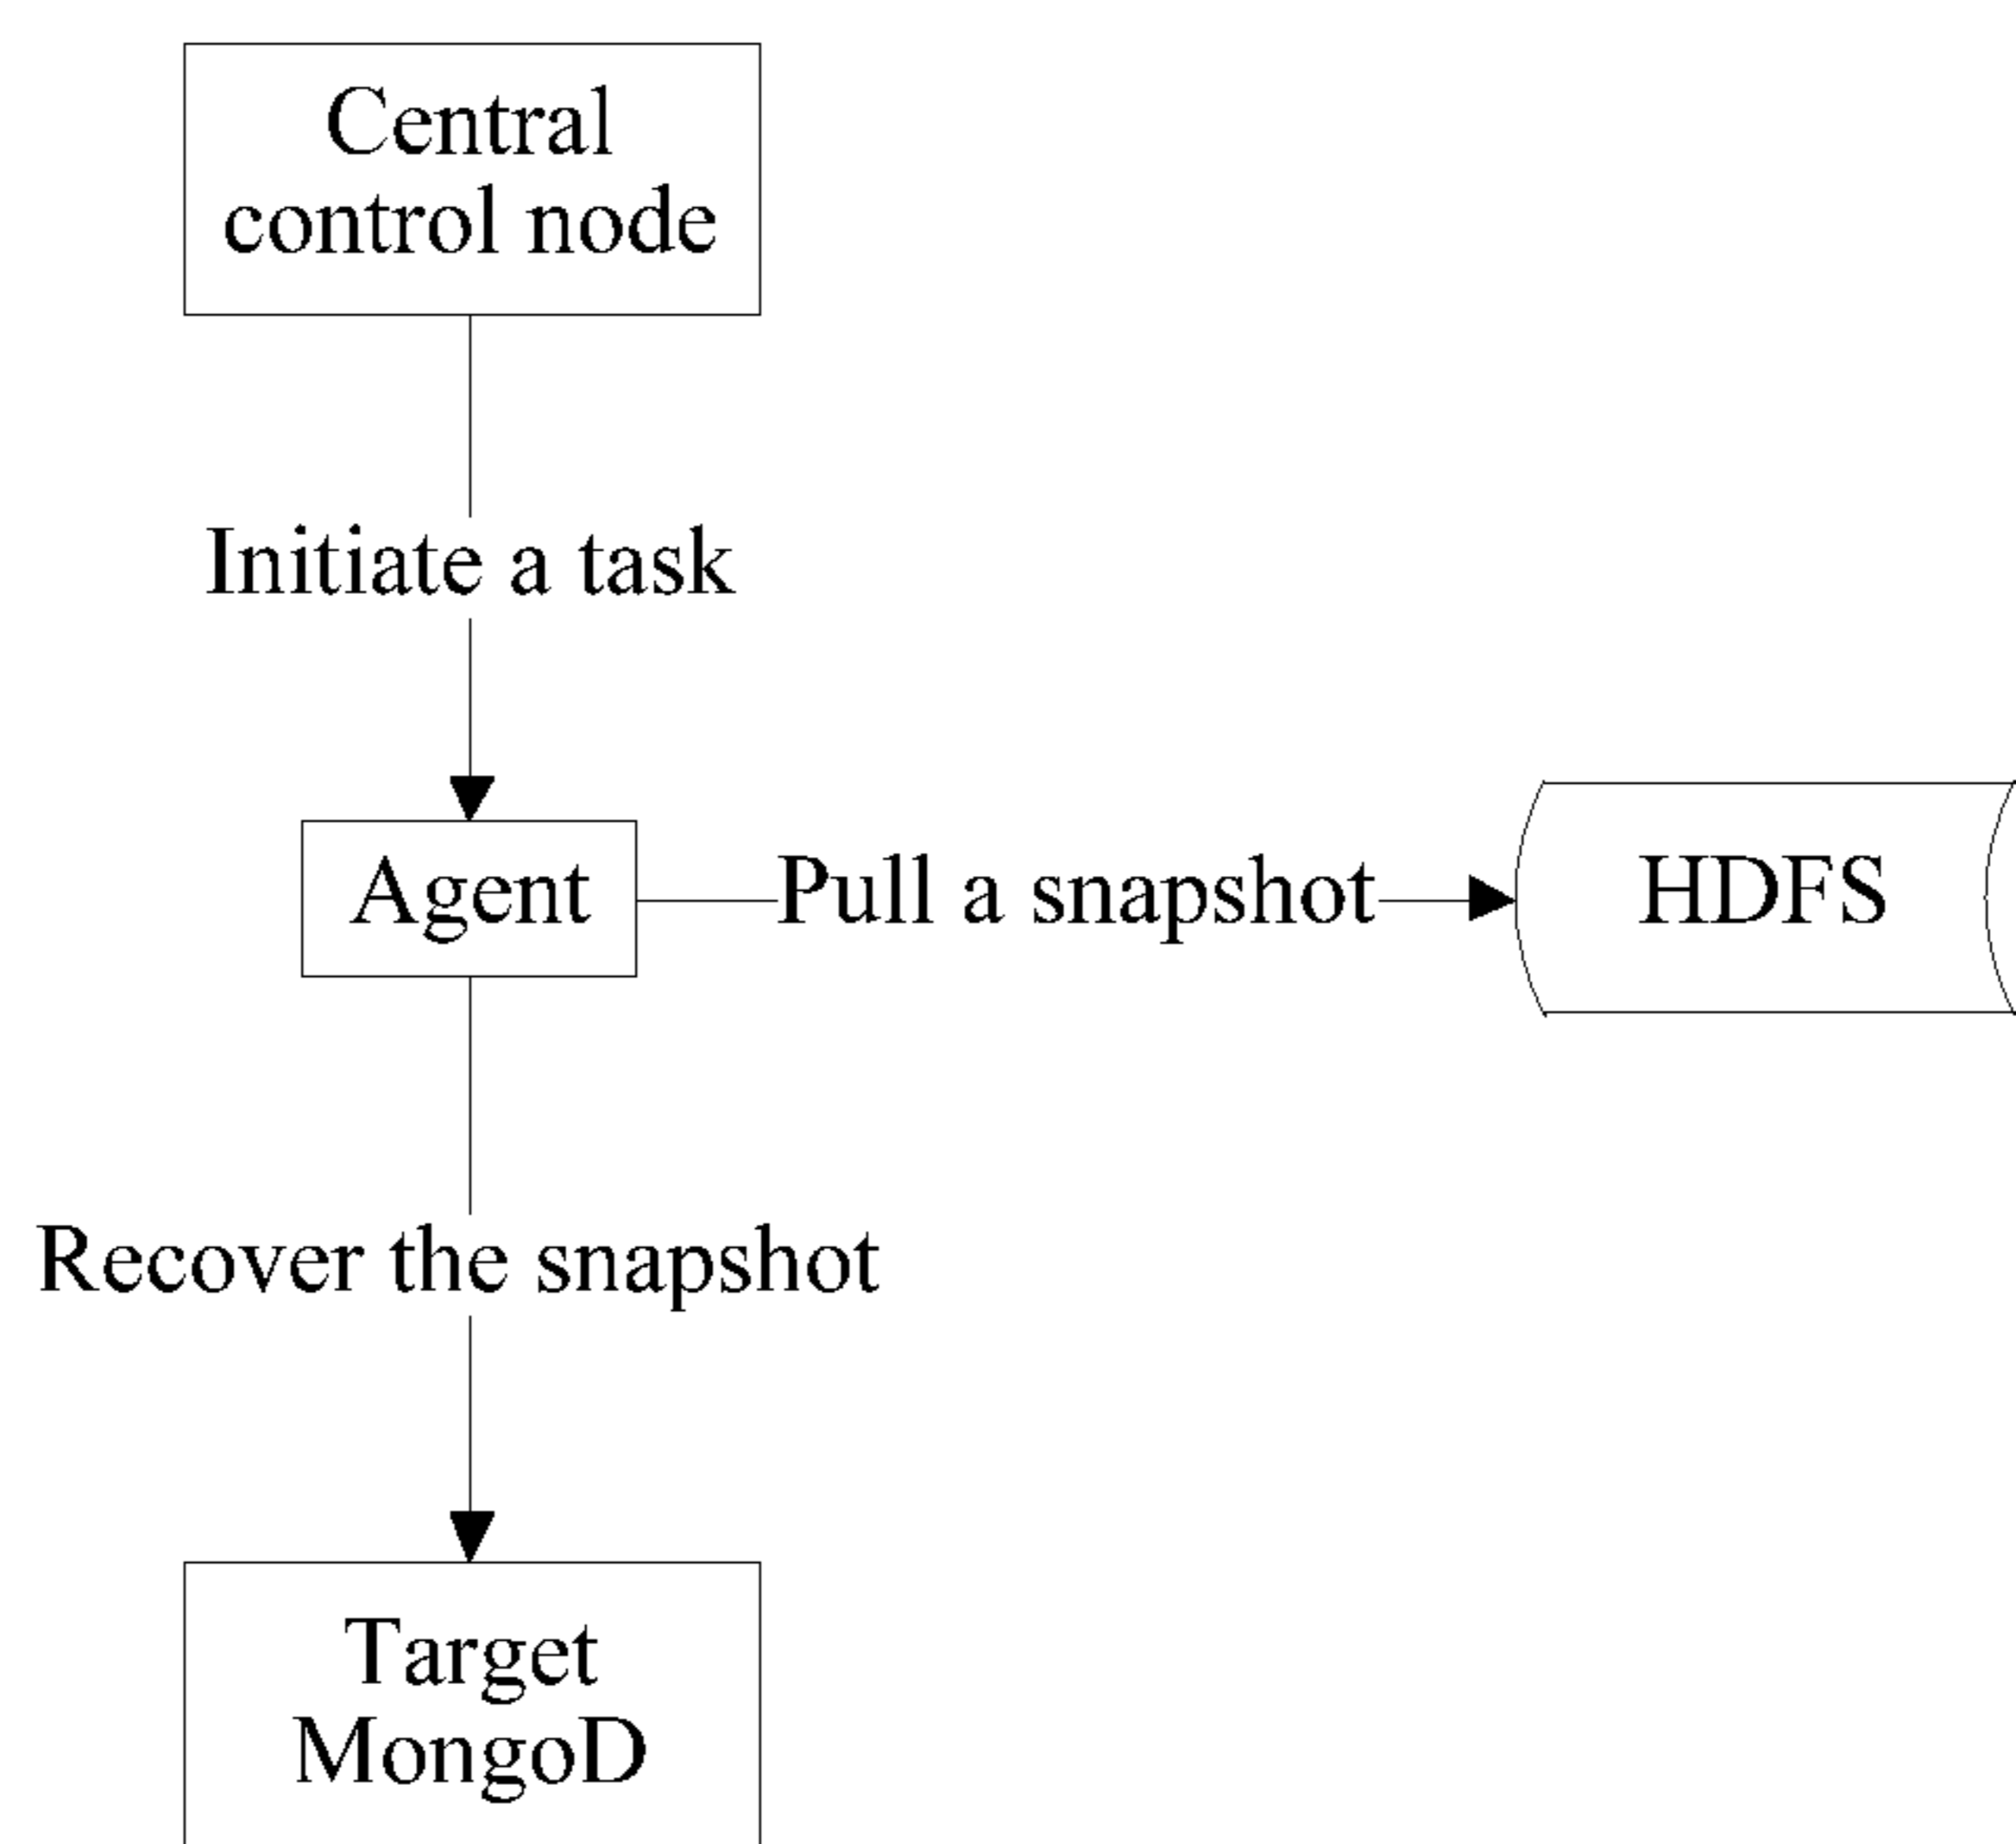 Central
control node
Initiate a task
Agent
Pull a snapshot
HDFS
Recover the snapshot
Target
MongoD